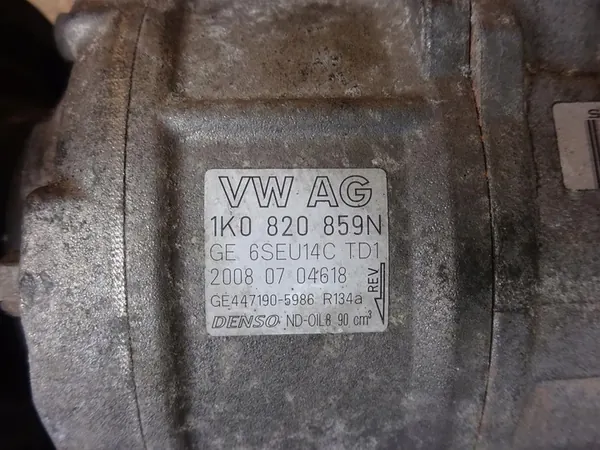 VW AG
1K0 820 859N
GE 6SEU14C TD1
2008 07 04618
GE447190-5986 R134a
DENSO ND-OIL8 90 cm³
REV
S